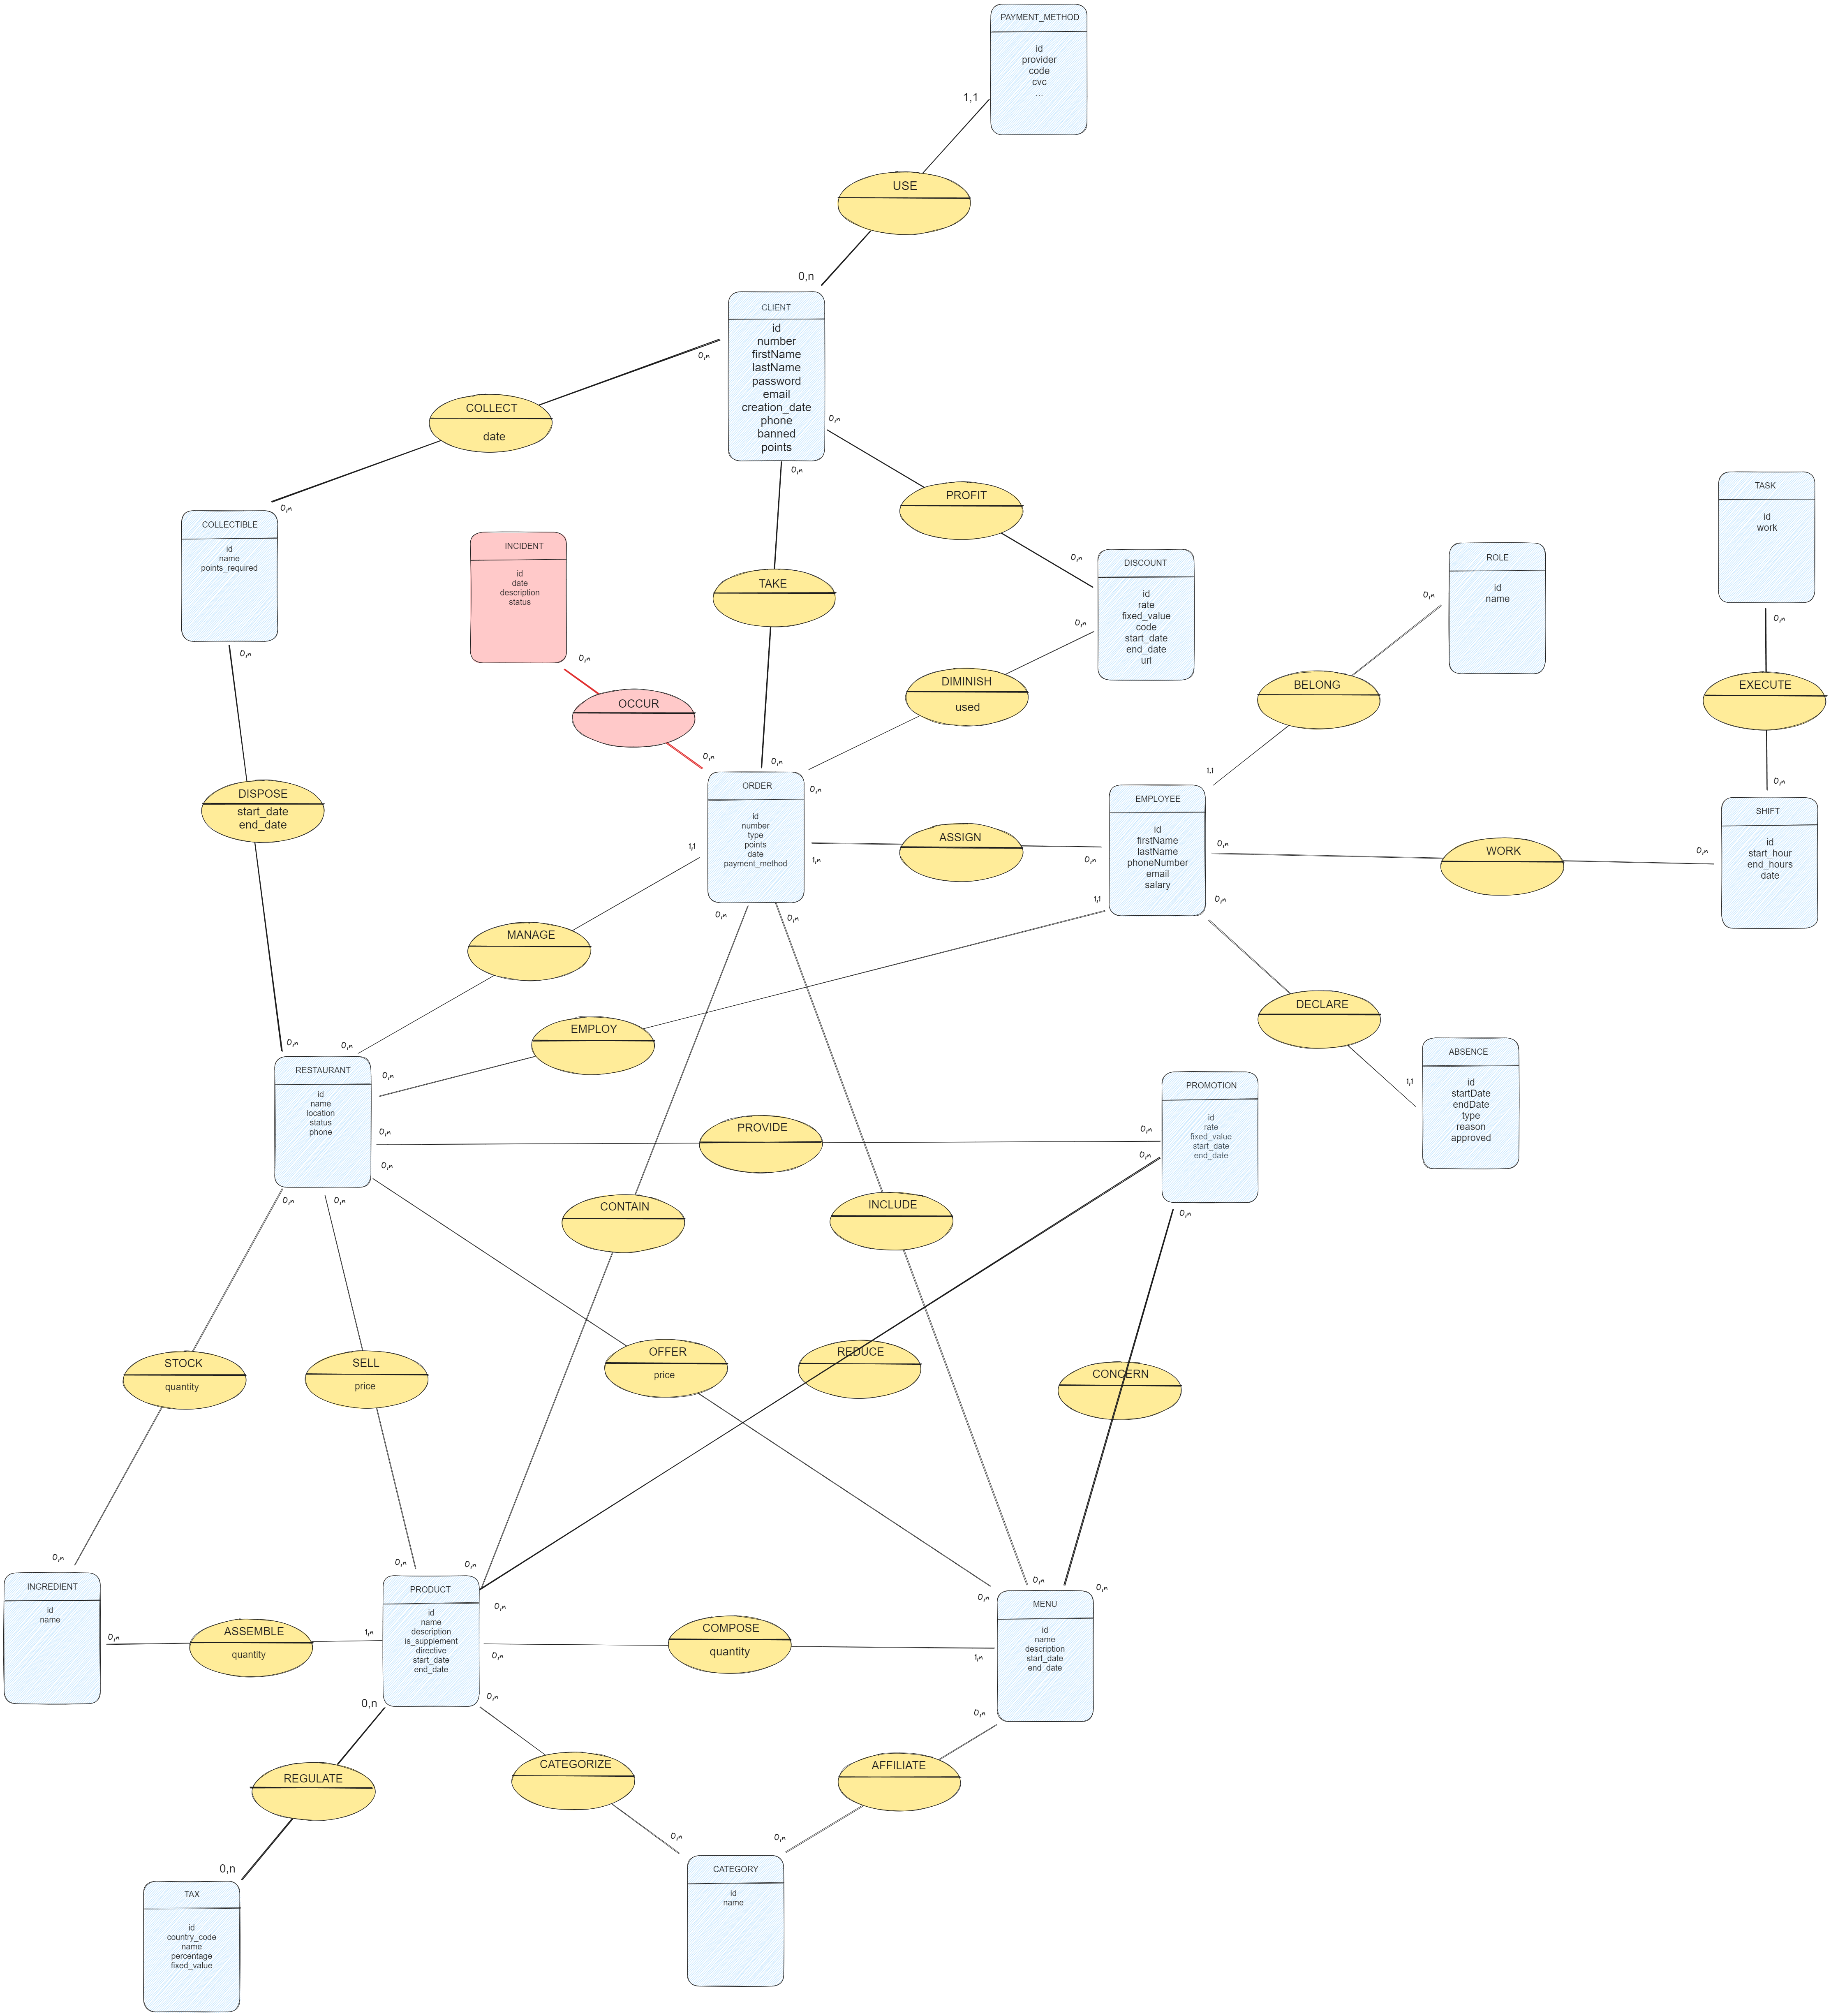 PAYMENT_METHOD
id
provider
code
cvc
...
1,1
USE
0,n
CLIENT
id
number
firstName
lastName
password
email
creation_date
phone
banned
points
0,n
0,n
0,n
COLLECT
date
0,n
COLLECTIBLE
id
name
points_required
0,n
PROFIT
0,n
DISCOUNT
id
rate
fixed_value
code
start_date
end_date
url
0,n
TASK
id
work
0,n
ROLE
id
name
0,n
INCIDENT
id
date
description
status
0,n
OCCUR
0,n
TAKE
0,n
DIMINISH
used
0,n
BELONG
1,1
EXECUTE
0,n
DISPOSE
start_date
end_date
0,n
ORDER
id
number
type
points
date
payment_method
1,1
1,n
0,n
0,n
ASSIGN
0,n
EMPLOYEE
id
firstName
lastName
phoneNumber
email
salary
1,1
0,n
0,n
WORK
0,n
SHIFT
id
start_hour
end_hours
date
MANAGE
0,n
EMPLOY
0,n
DECLARE
1,1
ABSENCE
id
startDate
endDate
type
reason
approved
RESTAURANT
id
name
location
status
phone
0,n
0,n
0,n
0,n
PROVIDE
0,n
0,n
PROMOTION
id
rate
fixed_value
start_date
end_date
0,n
CONTAIN
INCLUDE
STOCK
quantity
SELL
price
OFFER
price
REDUCE
CONCERN
0,n
0,n
0,n
0,n
0,n
0,n
0,n
INGREDIENT
id
name
0,n
ASSEMBLE
quantity
1,n
PRODUCT
id
name
description
is_supplement
directive
start_date
end_date
0,n
0,n
0,n
0,n
COMPOSE
quantity
1,n
MENU
id
name
description
start_date
end_date
0,n
REGULATE
0,n
CATEGORIZE
0,n
AFFILIATE
0,n
TAX
id
country_code
name
percentage
fixed_value
CATEGORY
id
name